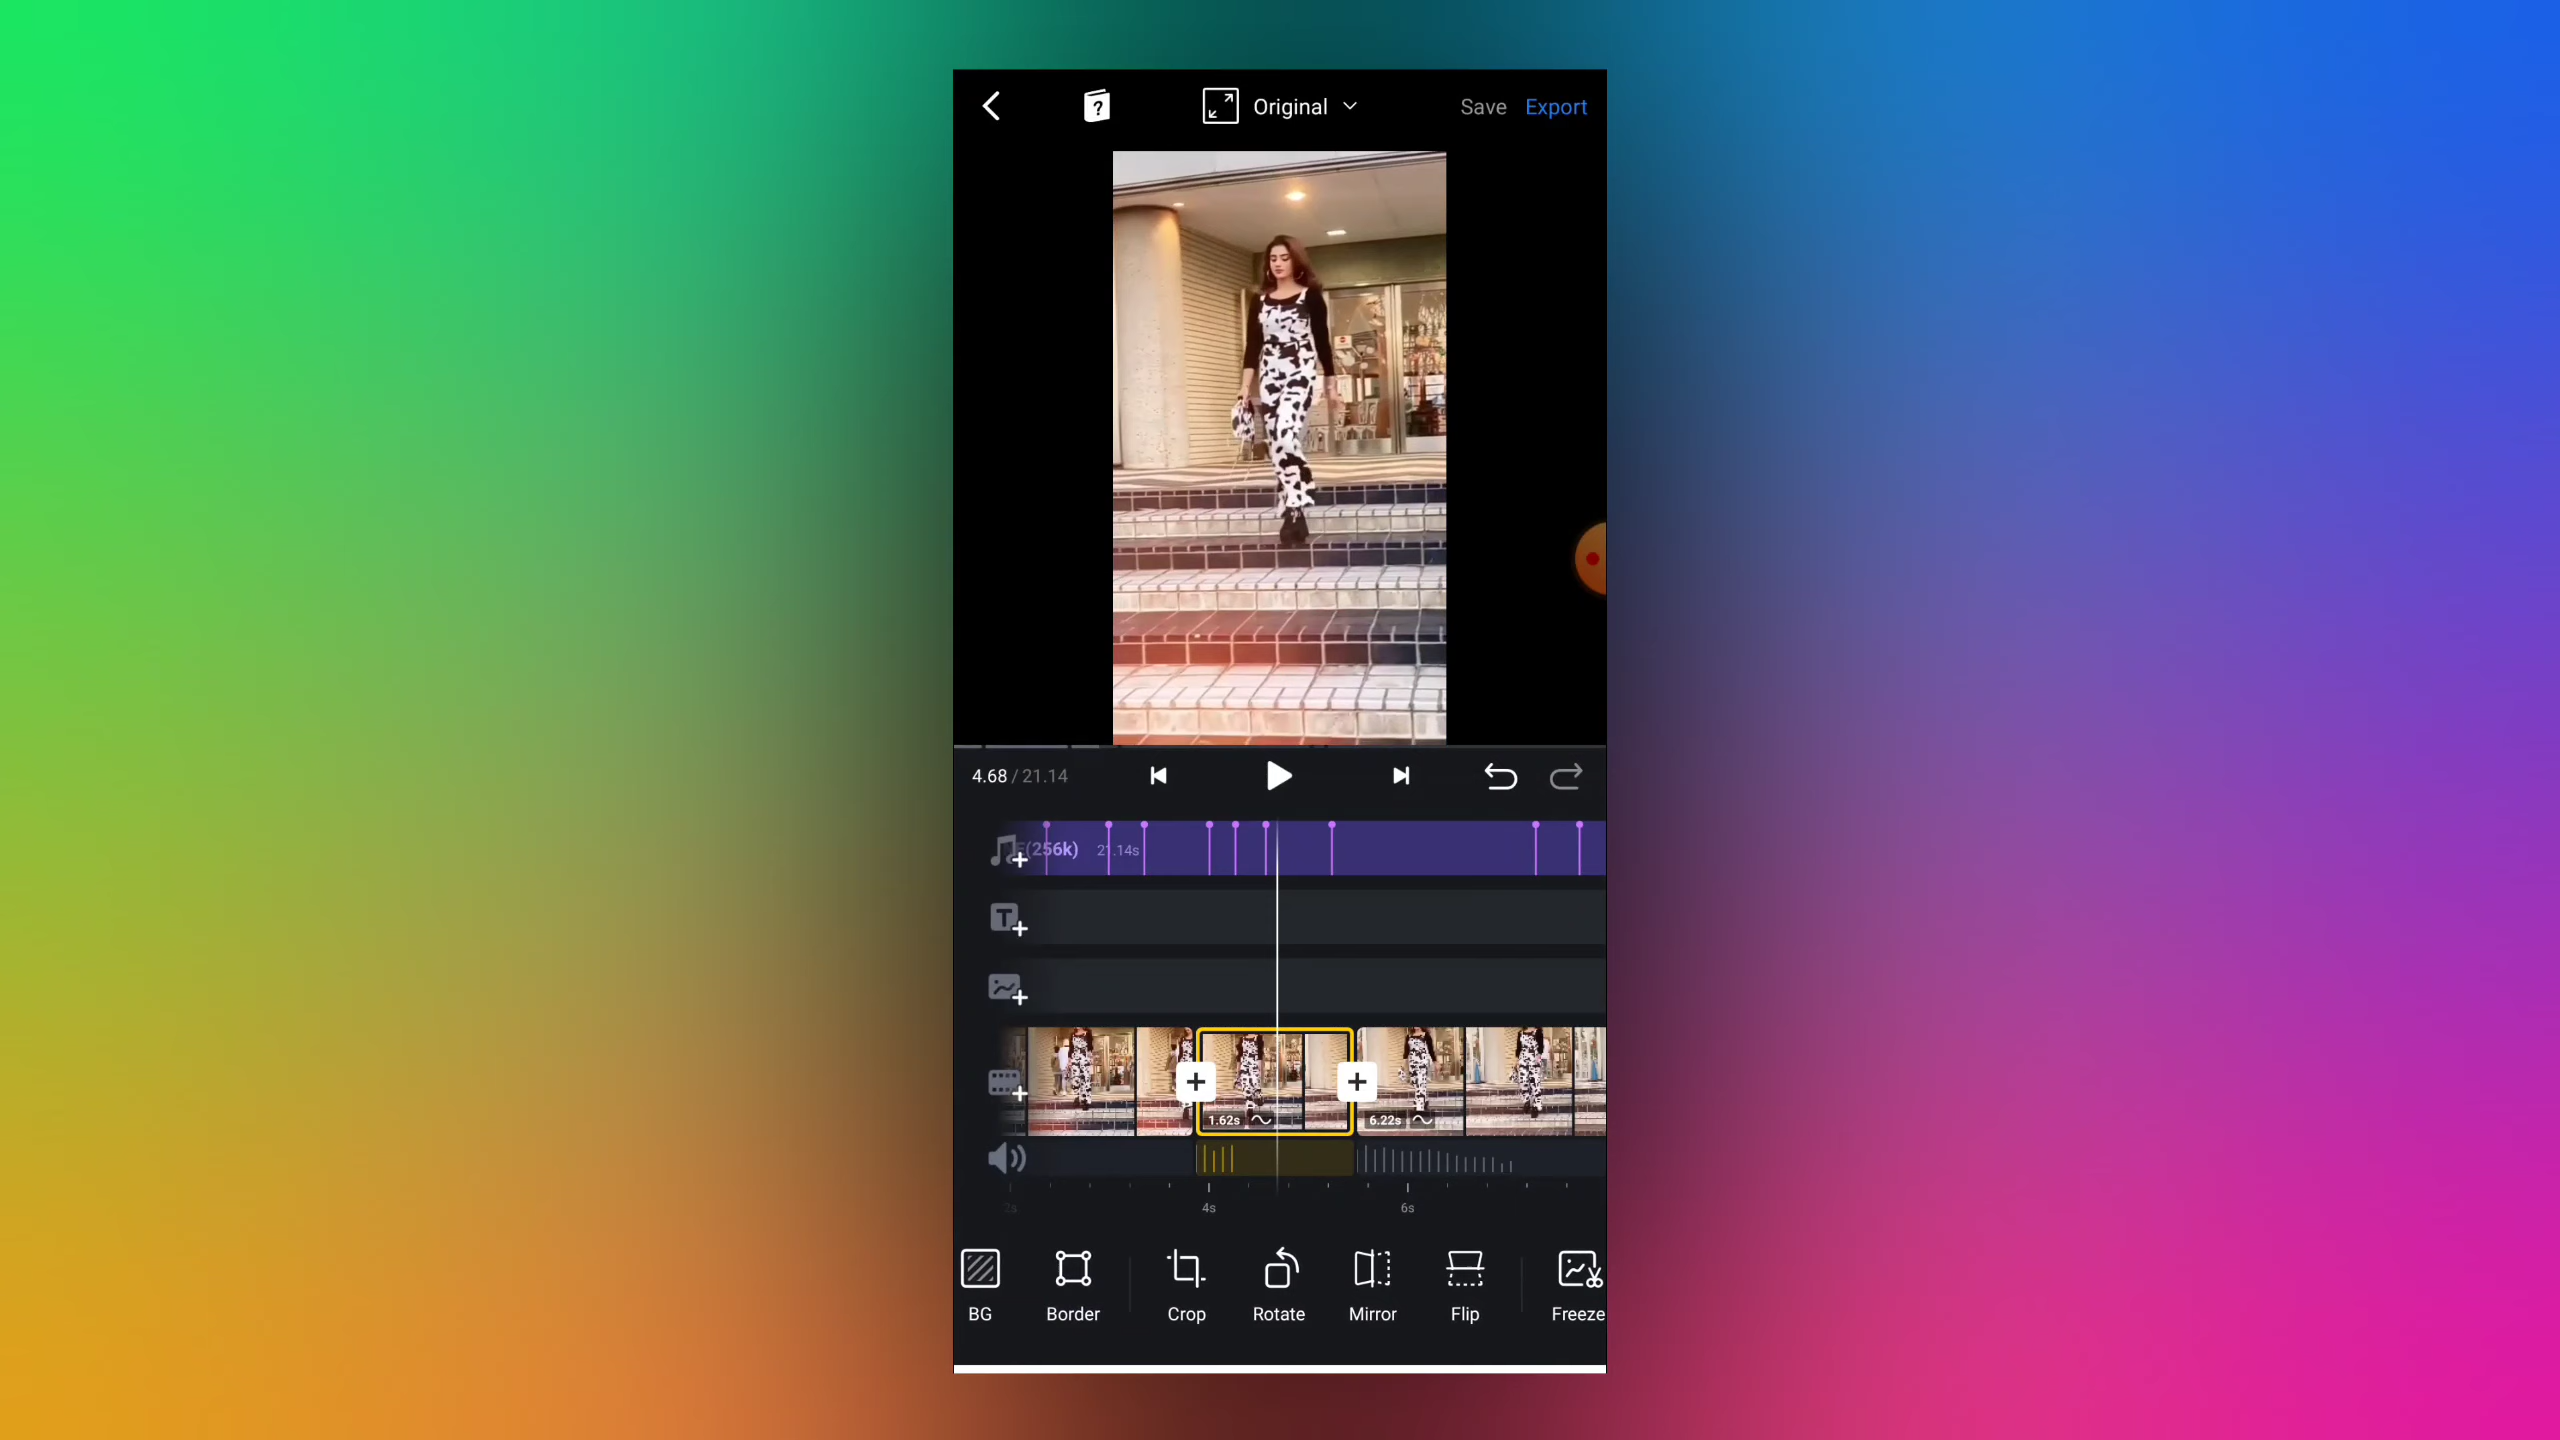 Original Save Export
4.68 / 21.14
(256k) 21.14s
1.62s 6.22s
2s 4s 6s
BG Border Crop Rotate Mirror Flip Freeze